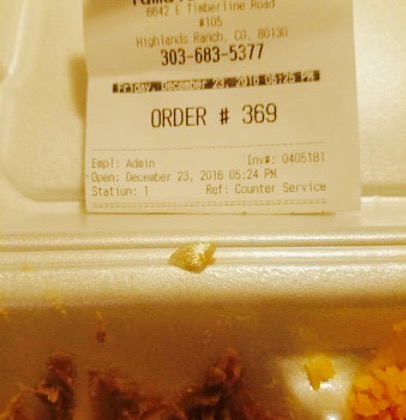 8642 E Timberline Road
#105
Highlands Ranch, CO. 80130
303-683-5377
Friday, December 23, 2016 05:25 PM
ORDER # 369
Empl: Admin Inv#: 0405181
Open: December 23, 2016 05:24 PM
Station: 1 Ref: Counter Service